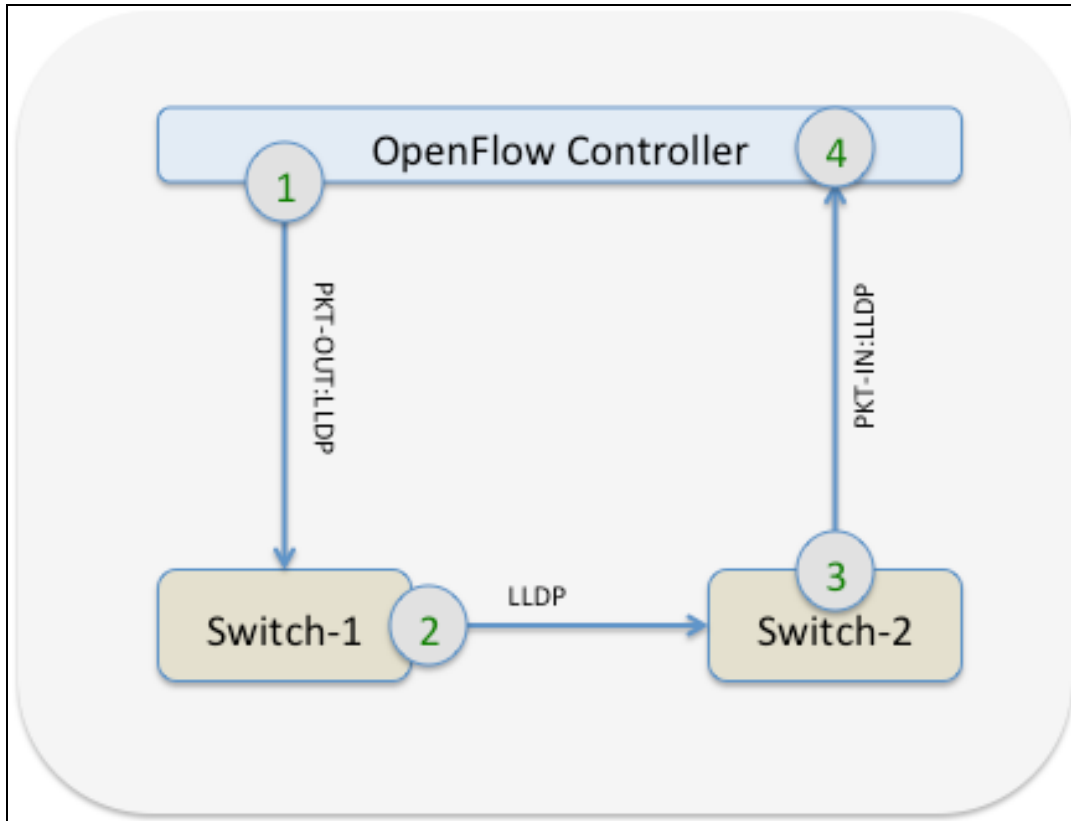 OpenFlow Controller
1
4
PKT-OUT:LLDP
PKT-IN:LLDP
Switch-1
2
LLDP
3
Switch-2